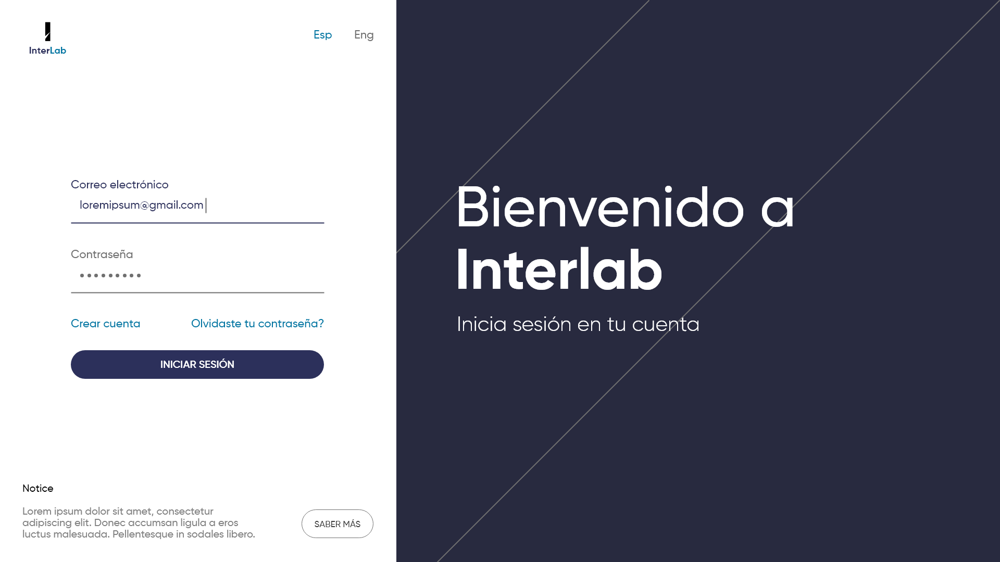 InterLab
Esp
Eng
Correo electrónico
loremipsum@gmail.com
Contraseña
•••••••••
Crear cuenta
Olvidaste tu contraseña?
INICIAR SESIÓN
Notice
Lorem ipsum dolor sit amet, consectetur
adipiscing elit. Donec accumsan ligula a eros
luctus malesuada. Pellentesque in sodales libero.
SABER MÁS
Bienvenido a
Interlab
Inicia sesión en tu cuenta